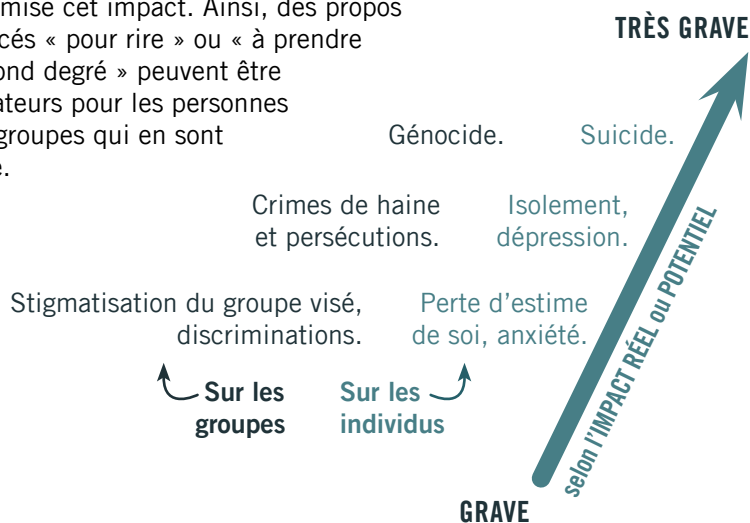 mise cet impact. Ainsi, des propos
cés « pour rire » ou « à prendre
ond degré » peuvent être
ateurs pour les personnes
groupes qui en sont
e.
TRÈS GRAVE
Génocide. Suicide.
Crimes de haine
et persécutions.
Isolement,
dépression.
Stigmatisation du groupe visé,
discriminations.
Perte d'estime
de soi, anxiété.
Sur les
groupes
Sur les
individus
selon l'IMPACT RÉEL ou POTENTIEL
GRAVE